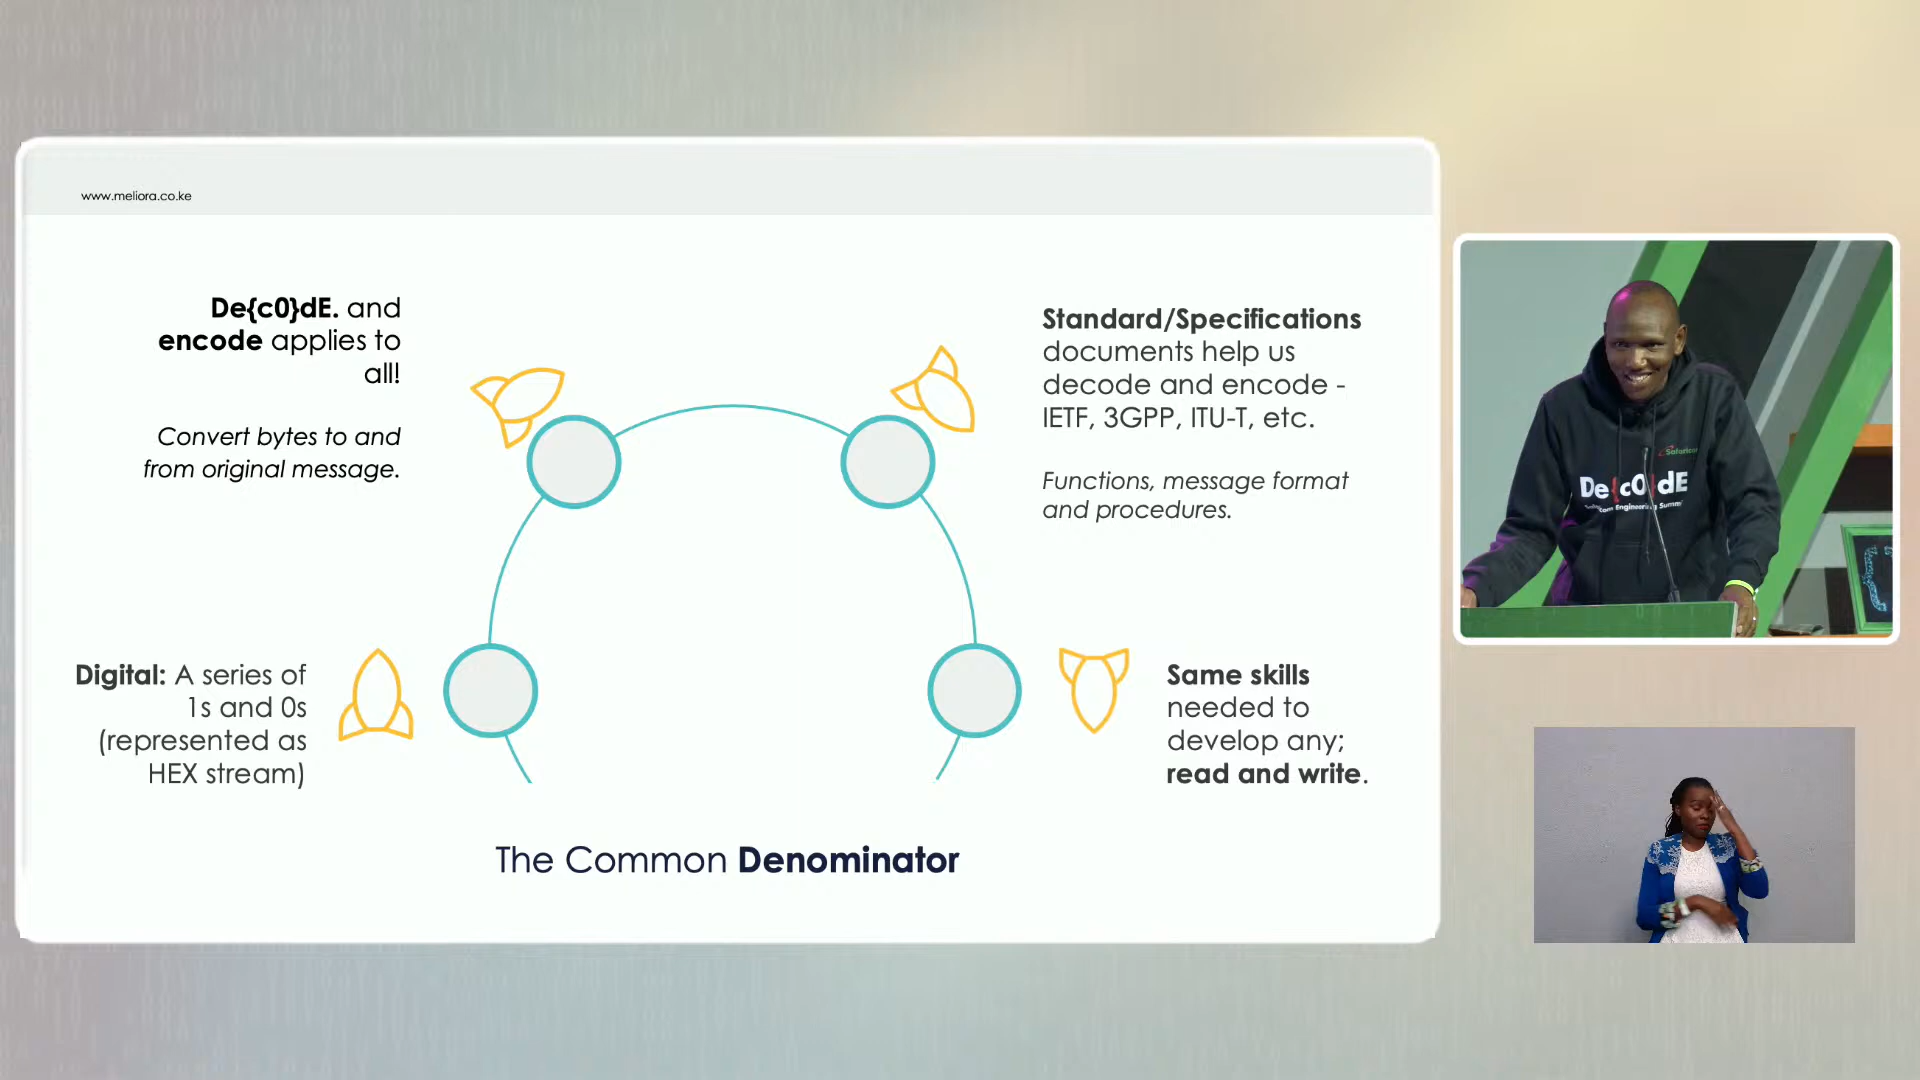 www.meliora.co.ke
De{c0}dE. and
encode applies to
all!
Convert bytes to and
from original message.
Standard/Specifications
documents help us
decode and encode -
IETF, 3GPP, ITU-T, etc.
Functions, message format
and procedures.
Digital: A series of
1s and 0s
(represented as
HEX stream)
Same skills
needed to
develop any;
read and write.
The Common Denominator
Safaricom
De{c0}dE
Engineering Summit